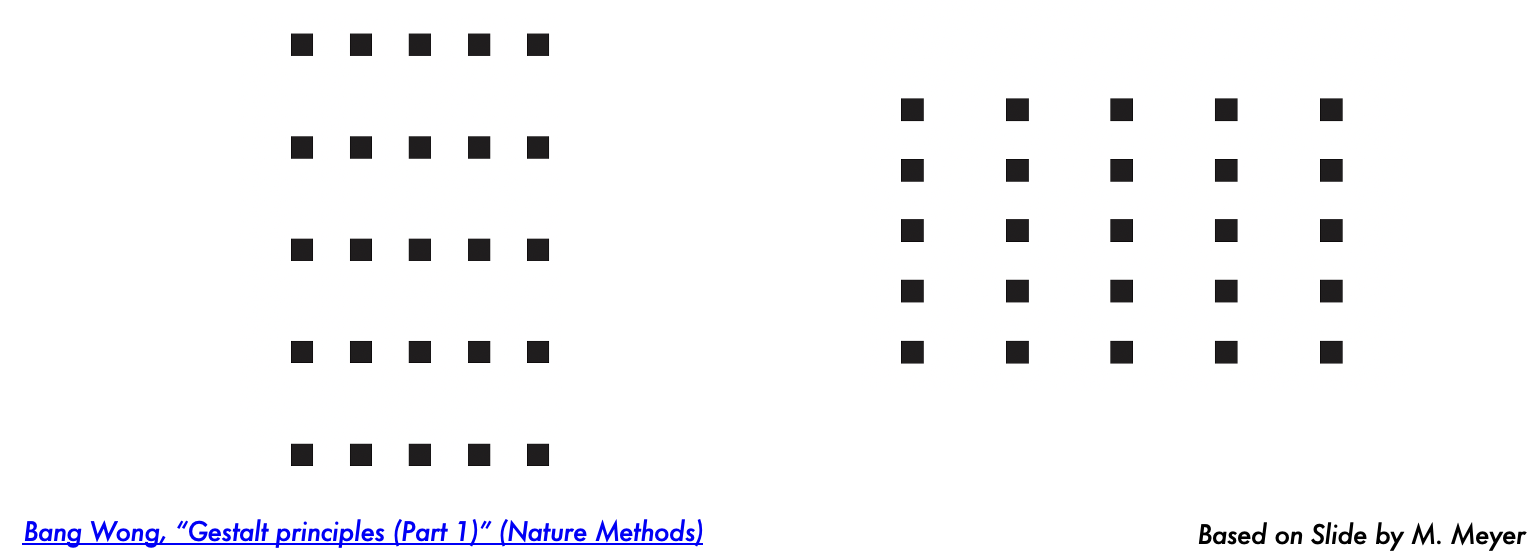 Bang Wong, “Gestalt principles (Part 1)” (Nature Methods)
Based on Slide by M. Meyer